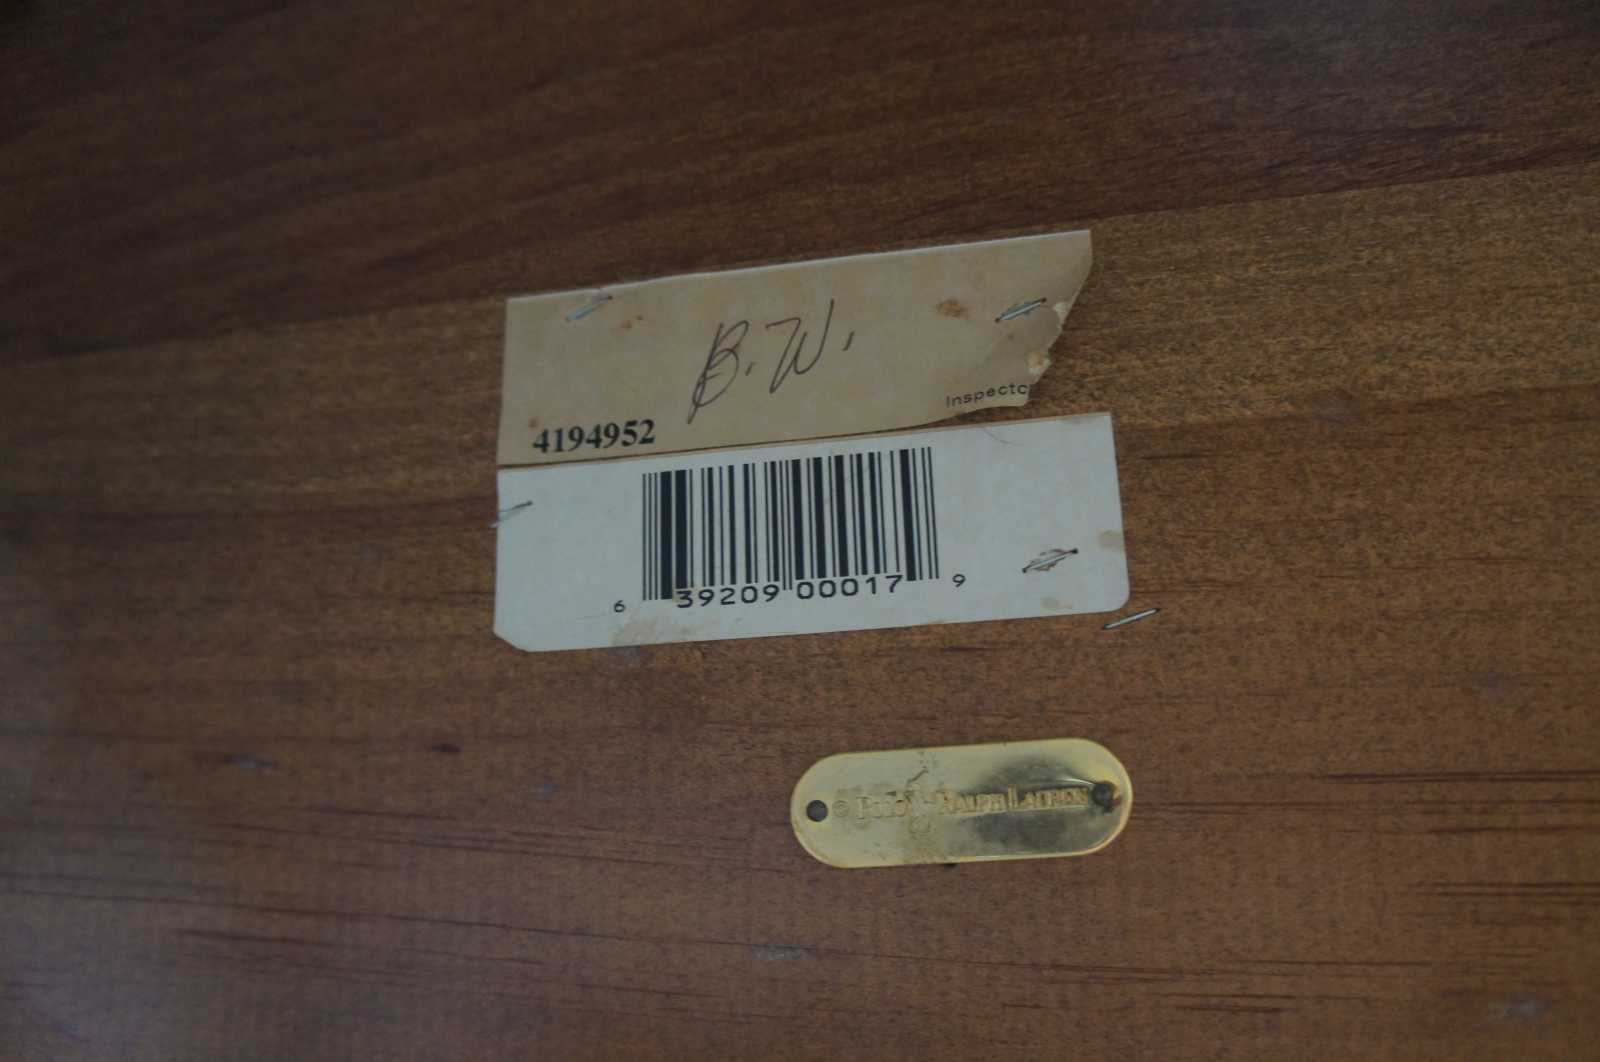 B.W.
Inspecto
4194952
6 39209 00017 9
© POLO RALPH LAUREN